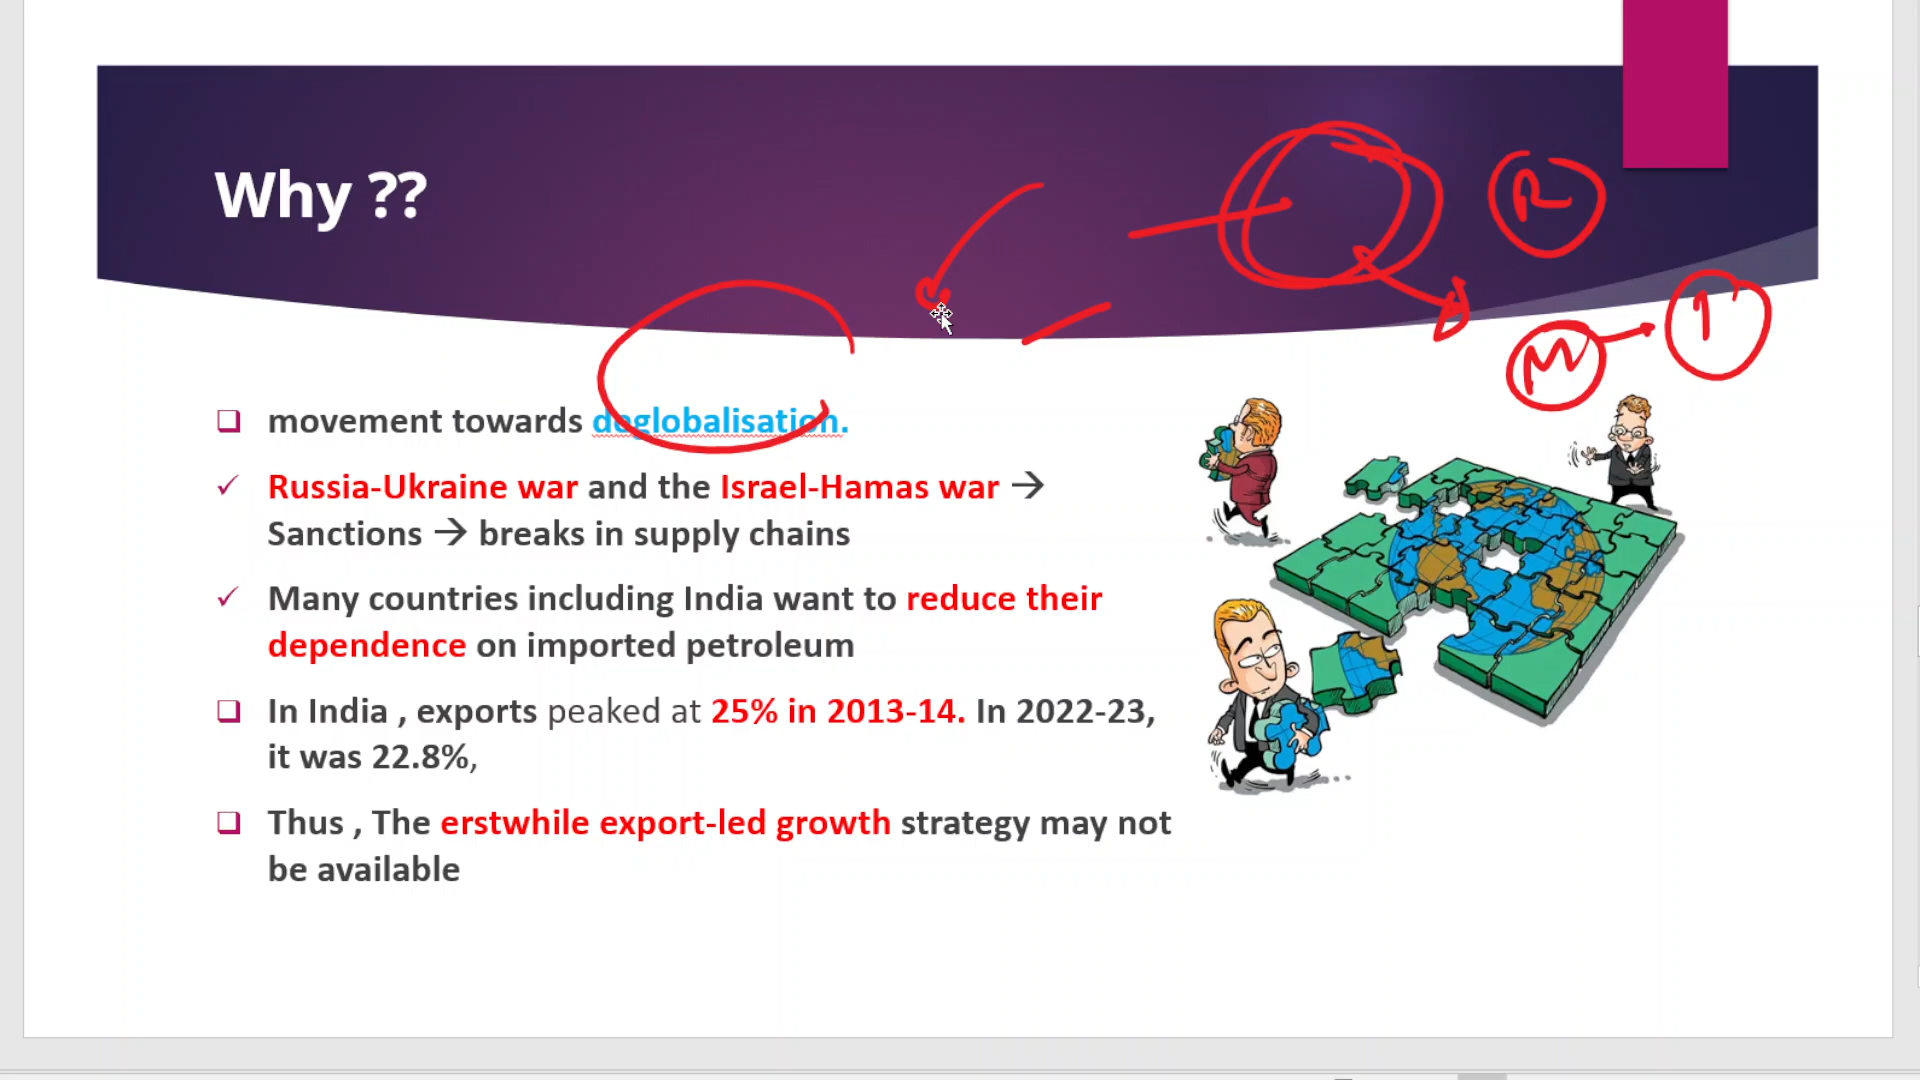 Why ??
R
M
1
movement towards deglobalisation.
Russia-Ukraine war and the Israel-Hamas war →
Sanctions → breaks in supply chains
Many countries including India want to reduce their
dependence on imported petroleum
In India , exports peaked at 25% in 2013-14. In 2022-23,
it was 22.8%,
Thus , The erstwhile export-led growth strategy may not
be available